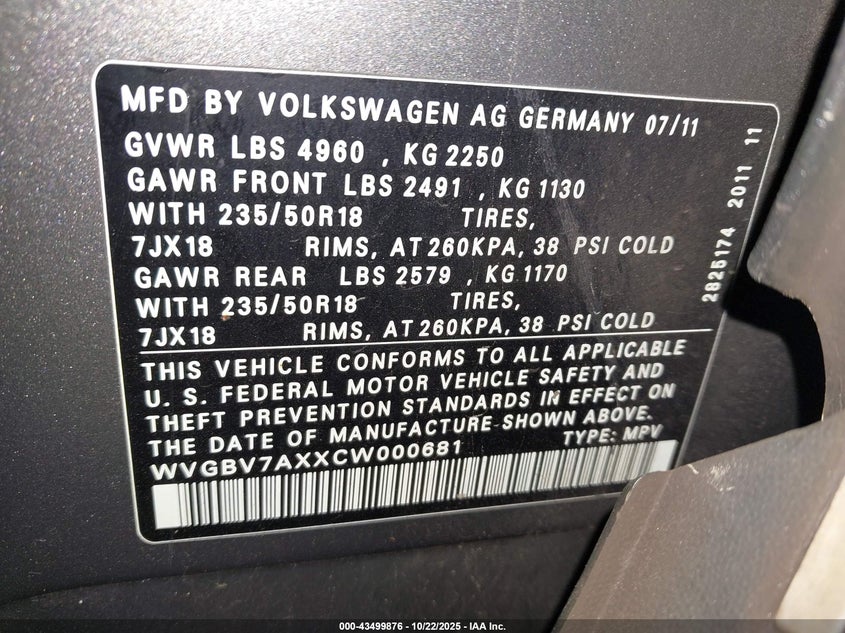 MFD BY VOLKSWAGEN AG GERMANY 07/11
GVWR LBS 4960 , KG 2250
GAWR FRONT LBS 2491 , KG 1130
WITH 235/50R18 TIRES,
7JX18 RIMS, AT 260KPA, 38 PSI COLD
GAWR REAR LBS 2579 , KG 1170
WITH 235/50R18 TIRES,
7JX18 RIMS, AT 260KPA, 38 PSI COLD
THIS VEHICLE CONFORMS TO ALL APPLICABLE
U. S. FEDERAL MOTOR VEHICLE SAFETY AND
THEFT PREVENTION STANDARDS IN EFFECT ON
THE DATE OF MANUFACTURE SHOWN ABOVE.
TYPE: MPV
WVGBV7AXXCW000681
2825174 2011 11
000-43499876 - 10/22/2025 - IAA Inc.